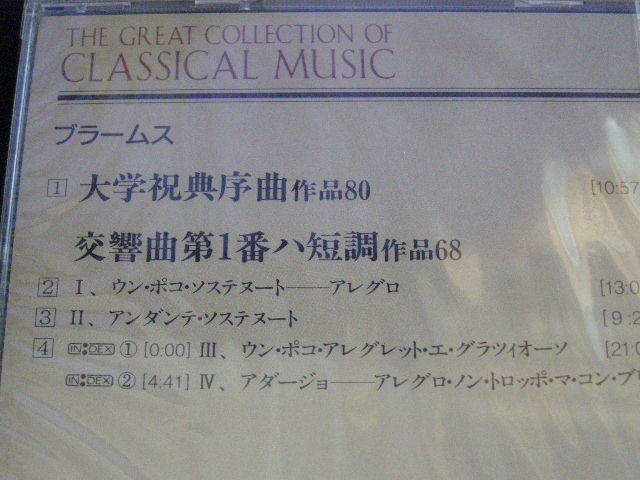 THE GREAT COLLECTION OF
CLASSICAL MUSIC
ブラームス
1 大学祝典序曲作品80 [10:57
交響曲第1番ハ短調作品68
2 I、ウン・ポコ・ソステヌート──アレグロ [13:0
3 II、アンダンテ・ソステヌート [9:2
4 INDEX ① [0:00] III、ウン・ポコ・アレグレット・エ・グラツィオーソ [21:0
INDEX ② [4:41] IV、アダージョ──アレグロ・ノン・トロッポ・マ・コン・ブリ